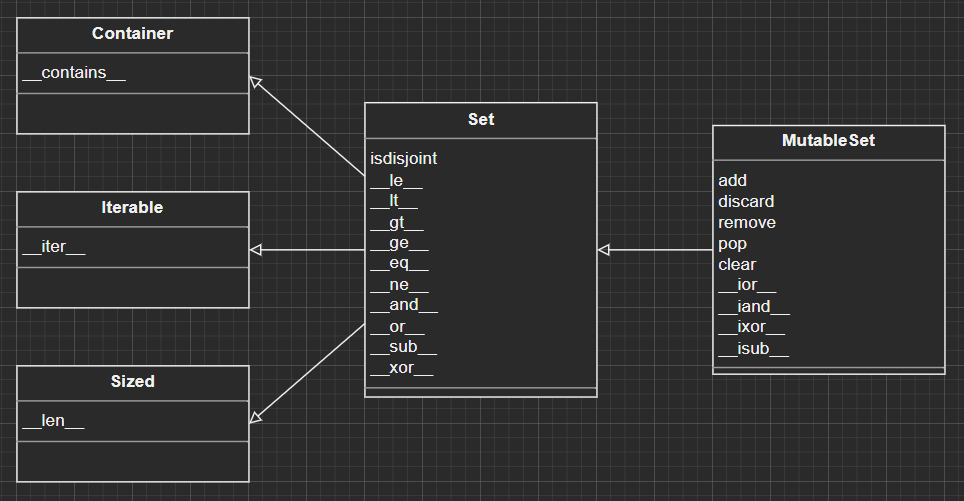 Container
__contains__
Iterable
__iter__
Sized
__len__
Set
isdisjoint
__le__
__lt__
__gt__
__ge__
__eq__
__ne__
__and__
__or__
__sub__
__xor__
MutableSet
add
discard
remove
pop
clear
__ior__
__iand__
__ixor__
__isub__